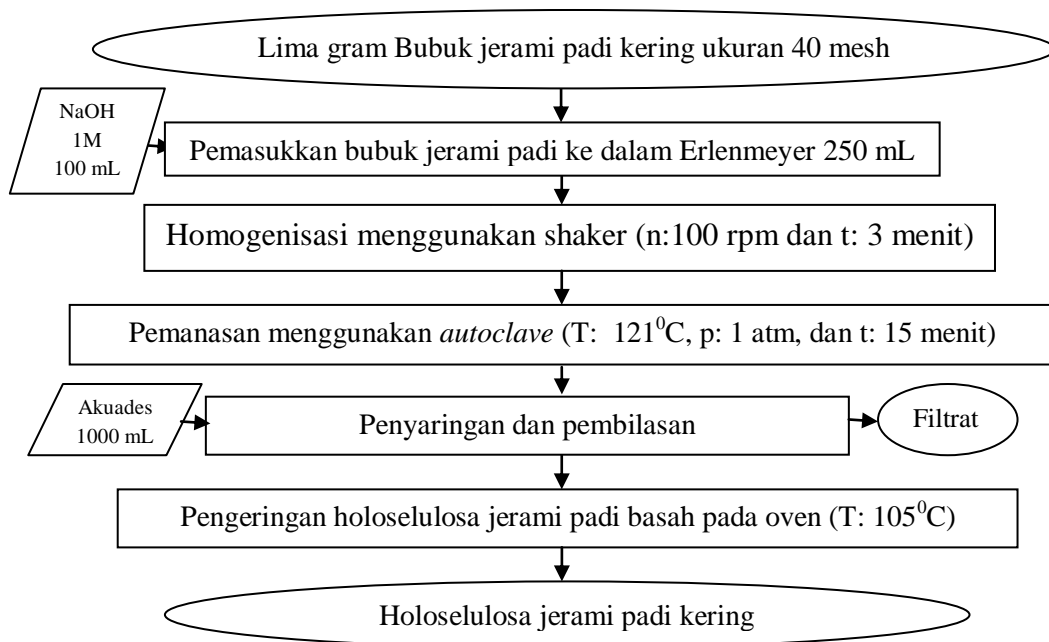 Lima gram Bubuk jerami padi kering ukuran 40 mesh
NaOH
1M
100 mL
Pemasukkan bubuk jerami padi ke dalam Erlenmeyer 250 mL
Homogenisasi menggunakan shaker (n:100 rpm dan t: 3 menit)
Pemanasan menggunakan autoclave (T: 121⁰C, p: 1 atm, dan t: 15 menit)
Akuades
1000 mL
Penyaringan dan pembilasan
Filtrat
Pengeringan holoselulosa jerami padi basah pada oven (T: 105⁰C)
Holoselulosa jerami padi kering